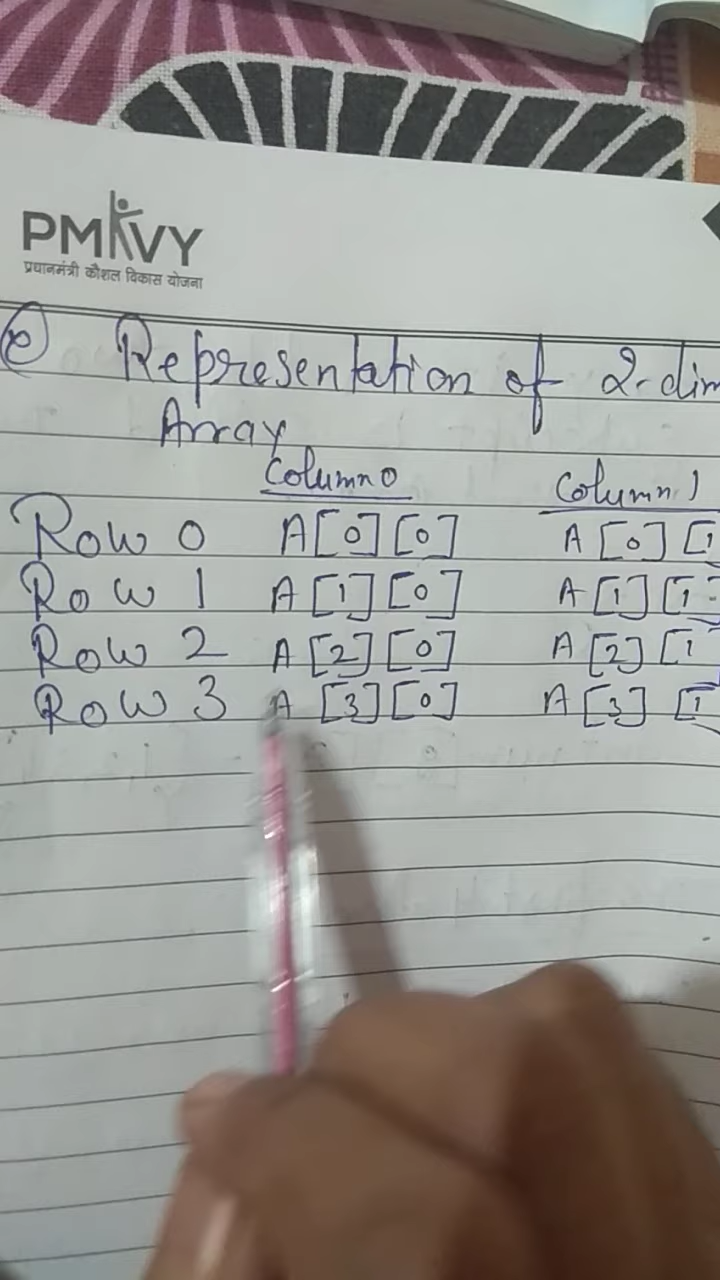 PMKVY
प्रधानमंत्री कौशल विकास योजना
e Representation of 2-dim
Array
Column 0 Column 1
Row 0 A[0][0] A[0][1
Row 1 A[1][0] A[1][1
Row 2 A[2][0] A[2][1
Row 3 A[3][0] A[3][1